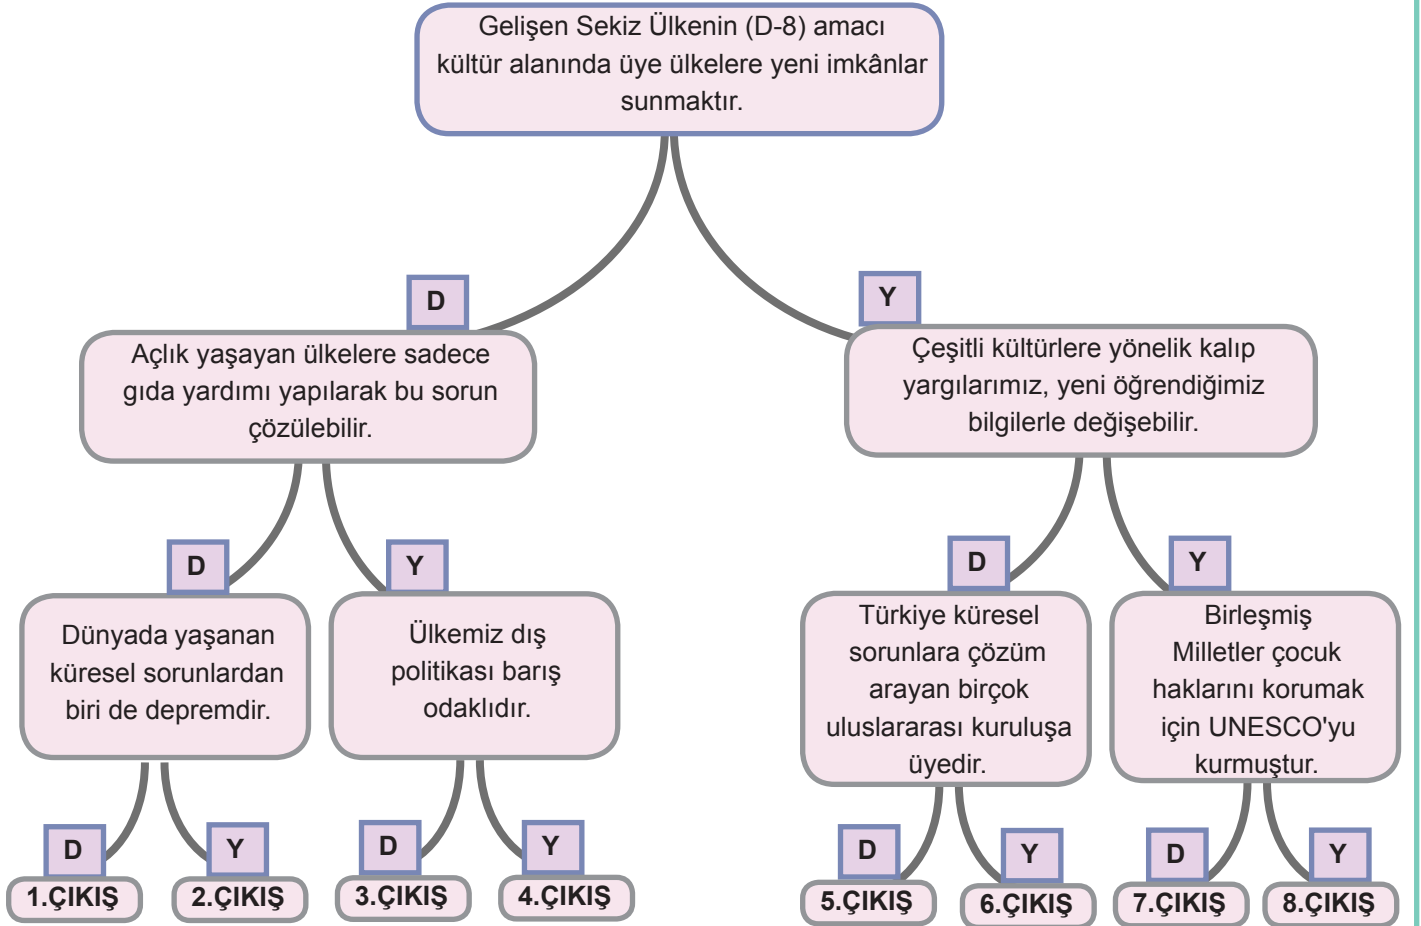 Gelişen Sekiz Ülkenin (D-8) amacı
kültür alanında üye ülkelere yeni imkânlar
sunmaktır.
D
Y
Açlık yaşayan ülkelere sadece
gıda yardımı yapılarak bu sorun
çözülebilir.
Çeşitli kültürlere yönelik kalıp
yargılarımız, yeni öğrendiğimiz
bilgilerle değişebilir.
D
Y
D
Y
Dünyada yaşanan
küresel sorunlardan
biri de depremdir.
Ülkemiz dış
politikası barış
odaklıdır.
Türkiye küresel
sorunlara çözüm
arayan birçok
uluslararası kuruluşa
üyedir.
Birleşmiş
Milletler çocuk
haklarını korumak
için UNESCO'yu
kurmuştur.
D
Y
D
Y
D
Y
D
Y
1.ÇIKIŞ
2.ÇIKIŞ
3.ÇIKIŞ
4.ÇIKIŞ
5.ÇIKIŞ
6.ÇIKIŞ
7.ÇIKIŞ
8.ÇIKIŞ